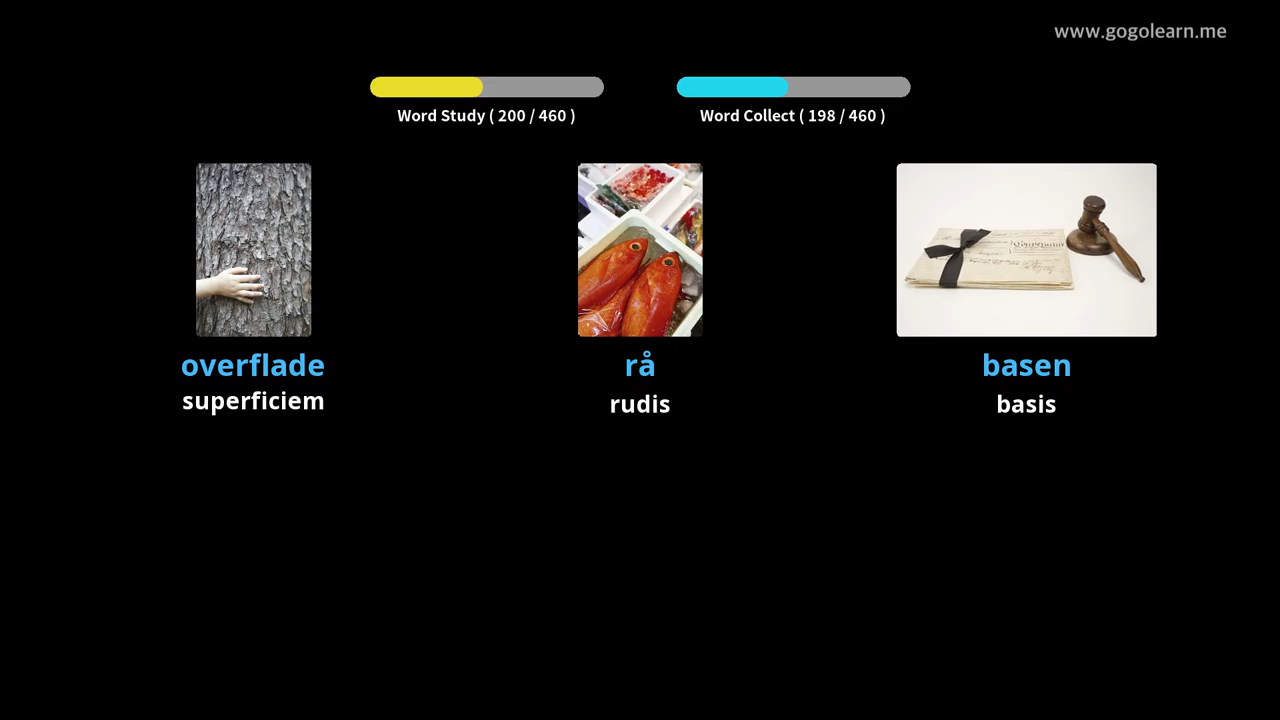 www.gogolearn.me
Word Study ( 200 / 460 )
Word Collect ( 198 / 460 )
overflade
superficiem
rå
rudis
basen
basis